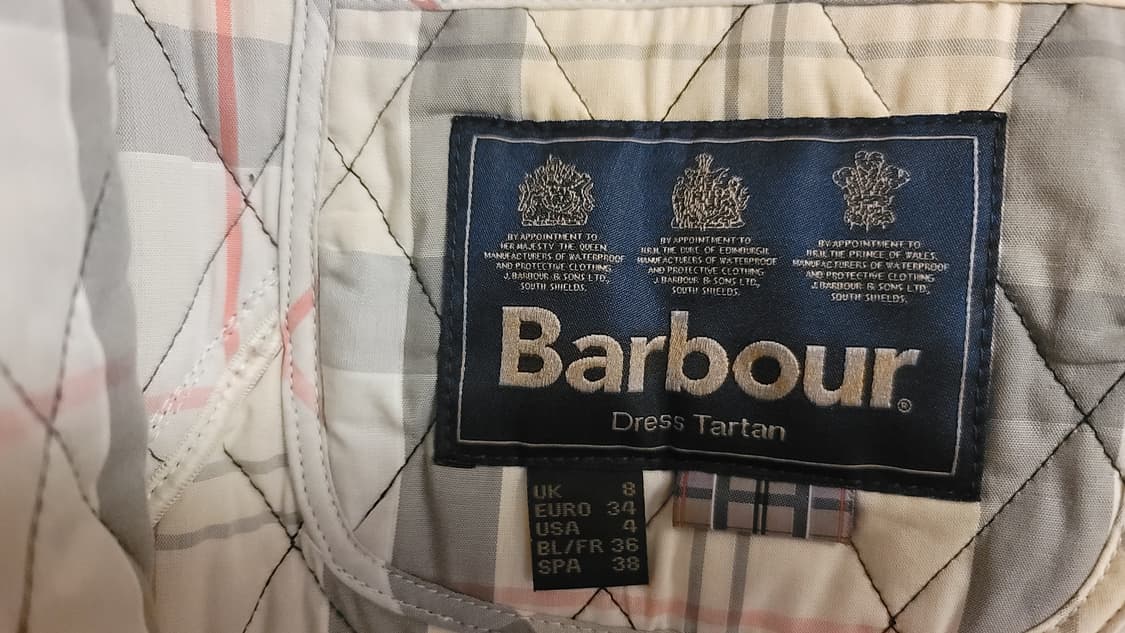 BY APPOINTMENT TO
HER MAJESTY THE QUEEN
MANUFACTURERS OF WATERPROOF
AND PROTECTIVE CLOTHING
J. BARBOUR & SONS LTD,
SOUTH SHIELDS.
BY APPOINTMENT TO
H.R.H. THE DUKE OF EDINBURGH,
MANUFACTURERS OF WATERPROOF
AND PROTECTIVE CLOTHING
J. BARBOUR & SONS LTD,
SOUTH SHIELDS.
BY APPOINTMENT TO
H.R.H. THE PRINCE OF WALES,
MANUFACTURERS OF WATERPROOF
AND PROTECTIVE CLOTHING
J. BARBOUR & SONS LTD,
SOUTH SHIELDS.
Barbour®
Dress Tartan
UK 8
EURO 34
USA 4
BL/FR 36
SPA 38